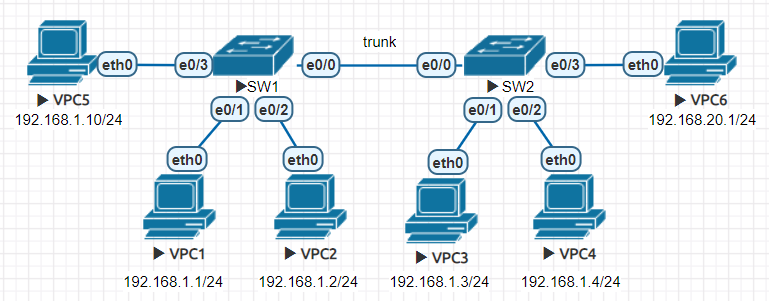 trunk
eth0 e0/3 e0/0 e0/0 e0/3 eth0
SW1 SW2
VPC5 VPC6
192.168.1.10/24 192.168.20.1/24
e0/1 e0/2 e0/1 e0/2
eth0 eth0 eth0 eth0
VPC1 VPC2 VPC3 VPC4
192.168.1.1/24 192.168.1.2/24 192.168.1.3/24 192.168.1.4/24